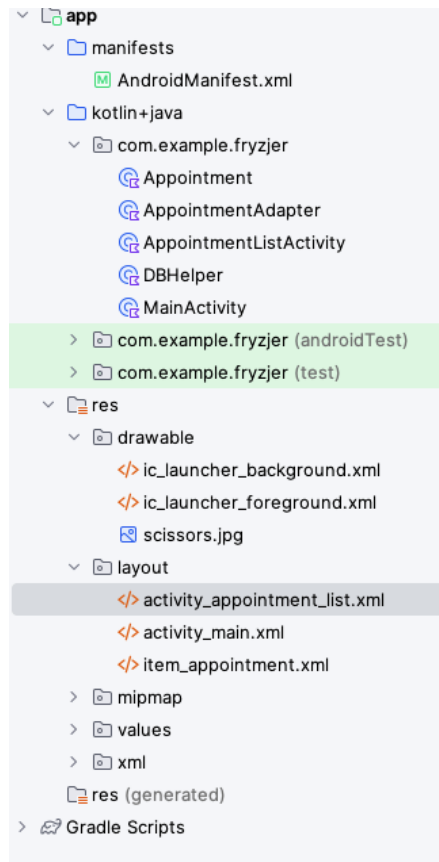 app
manifests
AndroidManifest.xml
kotlin+java
com.example.fryzjer
Appointment
AppointmentAdapter
AppointmentListActivity
DBHelper
MainActivity
com.example.fryzjer (androidTest)
com.example.fryzjer (test)
res
drawable
ic_launcher_background.xml
ic_launcher_foreground.xml
scissors.jpg
layout
activity_appointment_list.xml
activity_main.xml
item_appointment.xml
mipmap
values
xml
res (generated)
Gradle Scripts